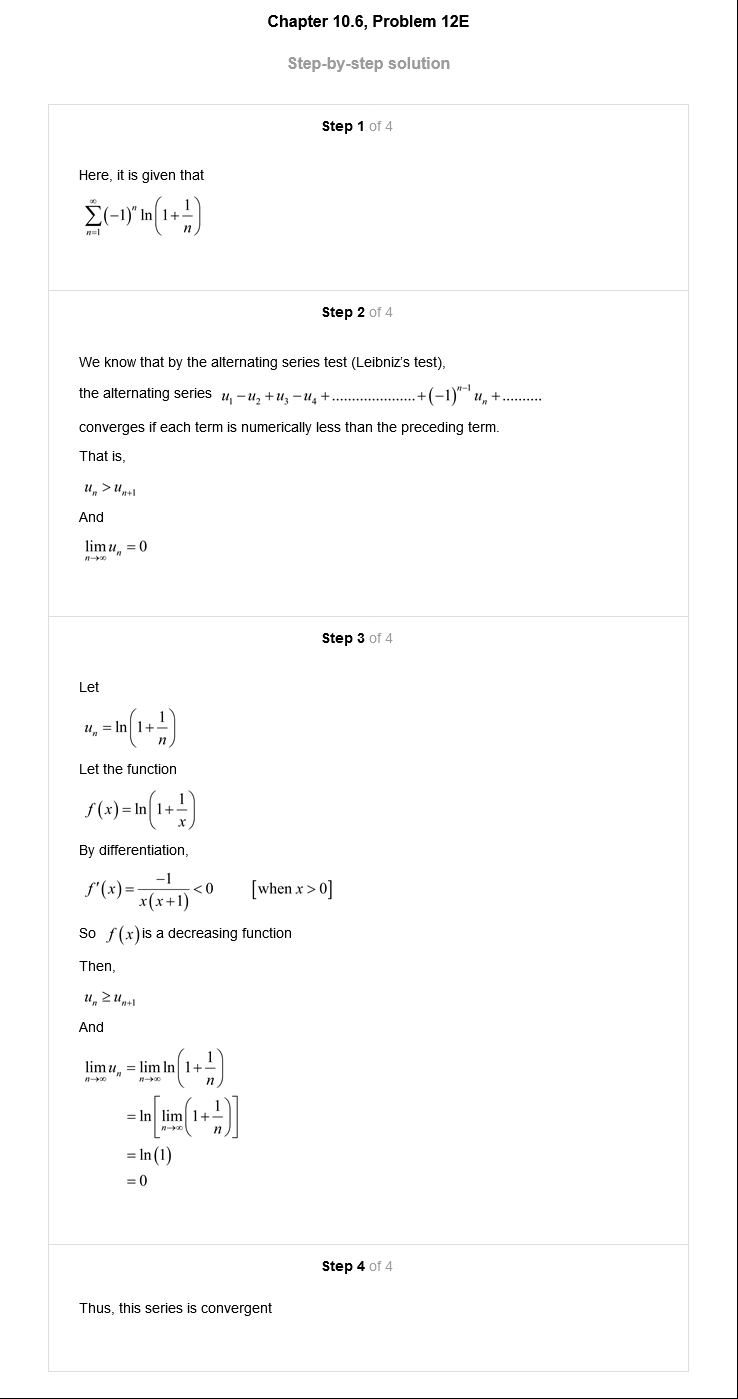 Chapter 10.6, Problem 12E
Step-by-step solution
Step 1 of 4
Here, it is given that
$\sum_{n=1}^{\infty}(-1)^{n}\ln\left(1+\frac{1}{n}\right)$
Step 2 of 4
We know that by the alternating series test (Leibniz's test),
the alternating series $u_1-u_2+u_3-u_4+$.....................$+(-1)^{n-1}u_n+$..........
converges if each term is numerically less than the preceding term.
That is,
$u_n>u_{n+1}$
And
$\lim_{n\to\infty}u_n=0$
Step 3 of 4
Let
$u_n=\ln\left(1+\frac{1}{n}\right)$
Let the function
$f(x)=\ln\left(1+\frac{1}{x}\right)$
By differentiation,
$f'(x)=\frac{-1}{x(x+1)}<0$ [when $x>0$]
So $f(x)$ is a decreasing function
Then,
$u_n\geq u_{n+1}$
And
$\lim_{n\to\infty}u_n=\lim_{n\to\infty}\ln\left(1+\frac{1}{n}\right)$
$=\ln\left[\lim_{n\to\infty}\left(1+\frac{1}{n}\right)\right]$
$=\ln(1)$
$=0$
Step 4 of 4
Thus, this series is convergent